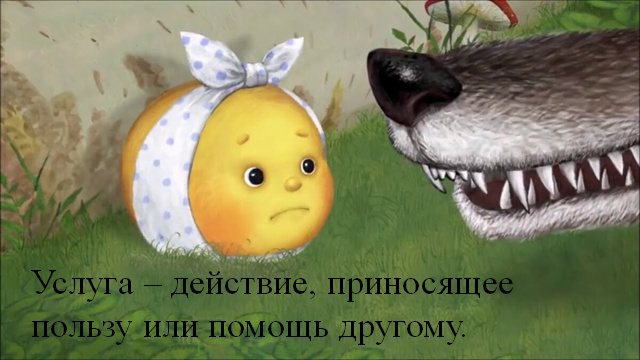 Услуга – действие, приносящее
пользу или помощь другому.